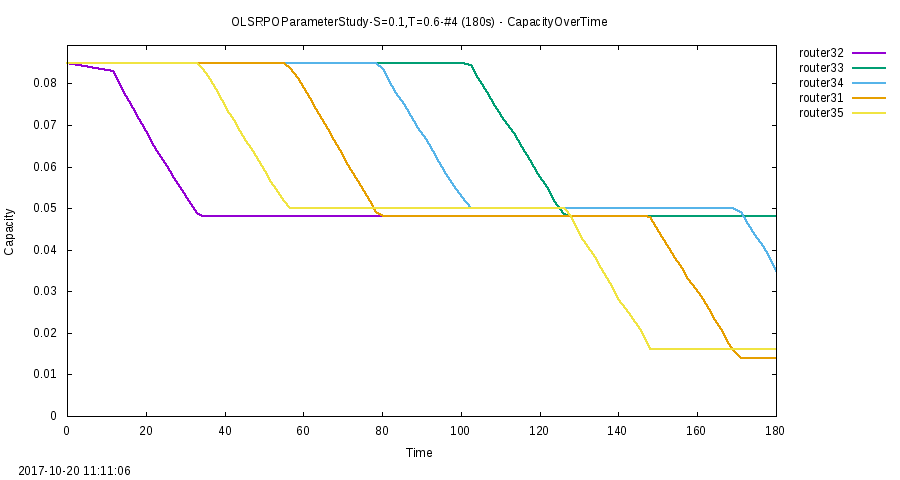 OLSRPOParameterStudy-S=0.1,T=0.6-#4 (180s) - CapacityOverTime
router32
router33
router34
router31
router35
0.08
0.07
0.06
0.05
0.04
0.03
0.02
0.01
0
Capacity
0 20 40 60 80 100 120 140 160 180
Time
2017-10-20 11:11:06